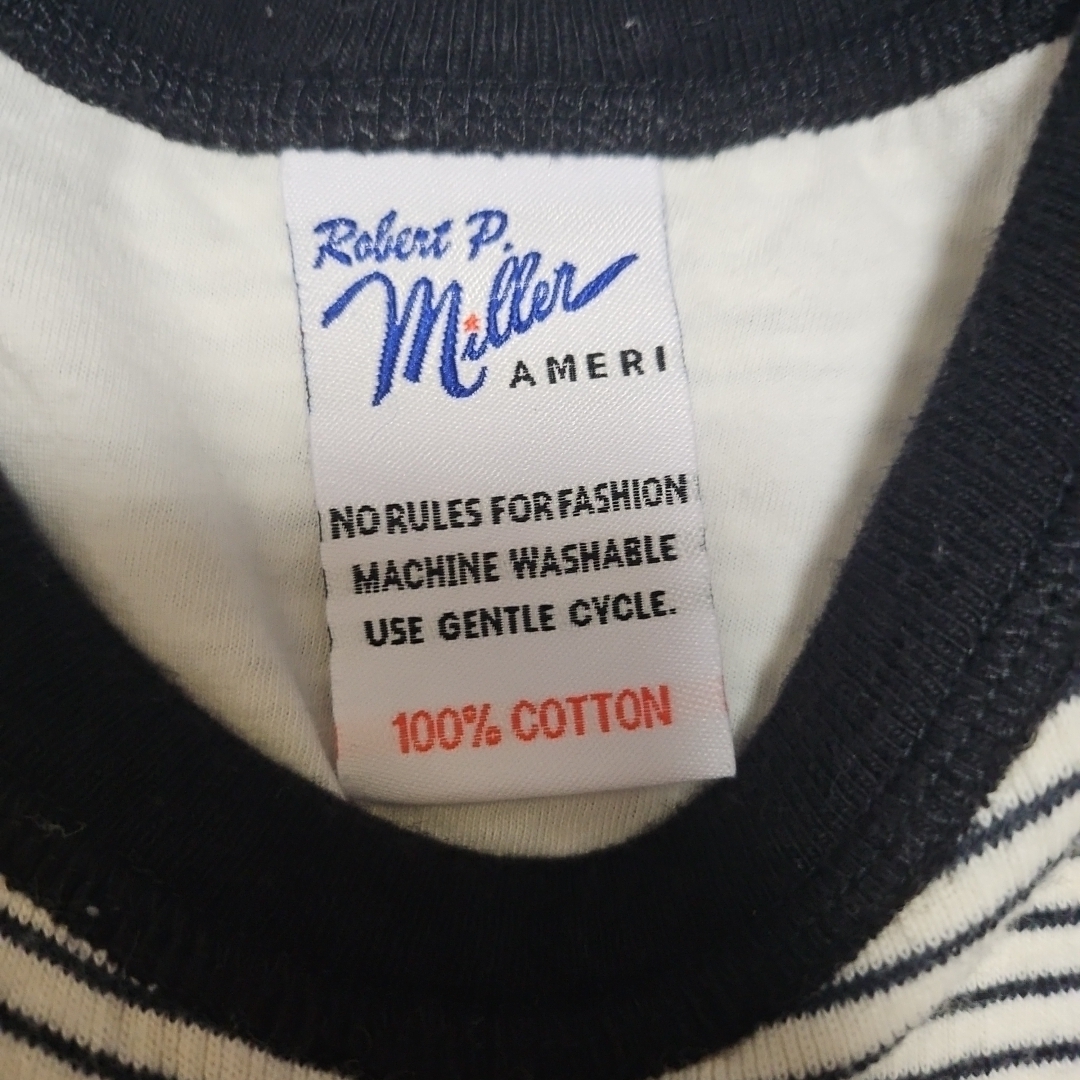 Robert P.
Miller
AMERI
NO RULES FOR FASHION
MACHINE WASHABLE
USE GENTLE CYCLE.
100% COTTON